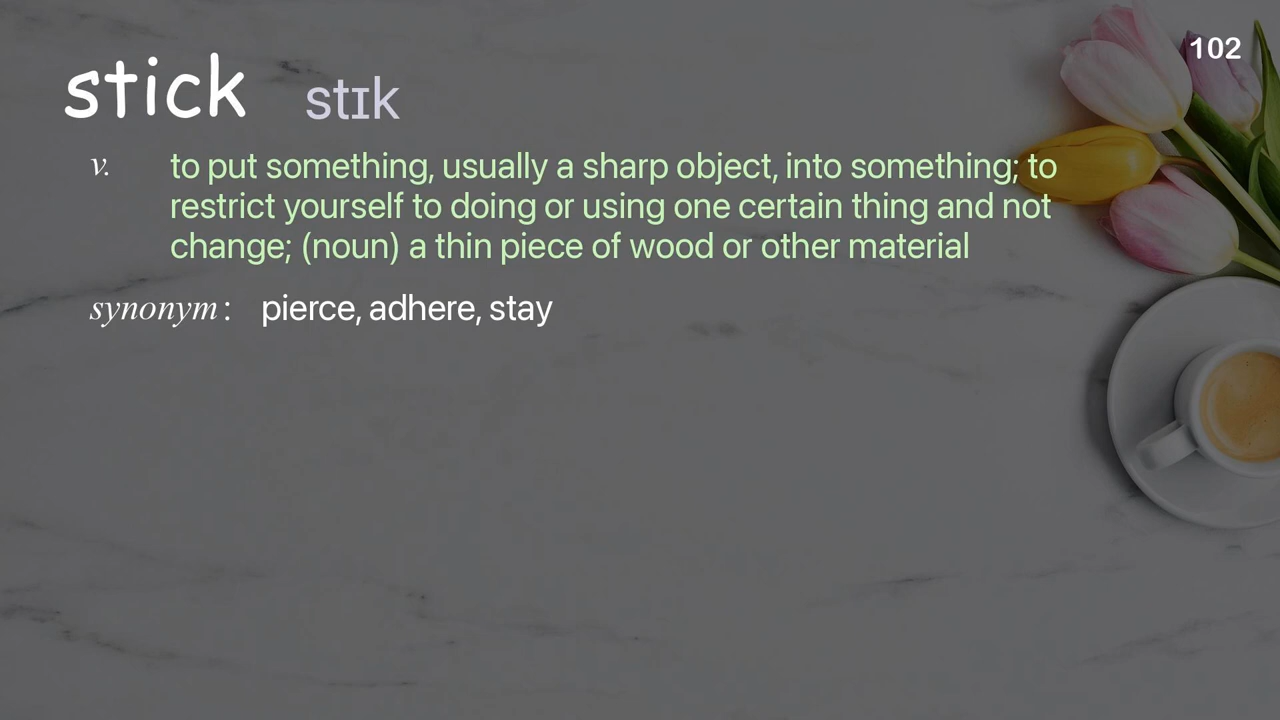 102
stick stɪk
v. to put something, usually a sharp object, into something; to
restrict yourself to doing or using one certain thing and not
change; (noun) a thin piece of wood or other material
synonym: pierce, adhere, stay